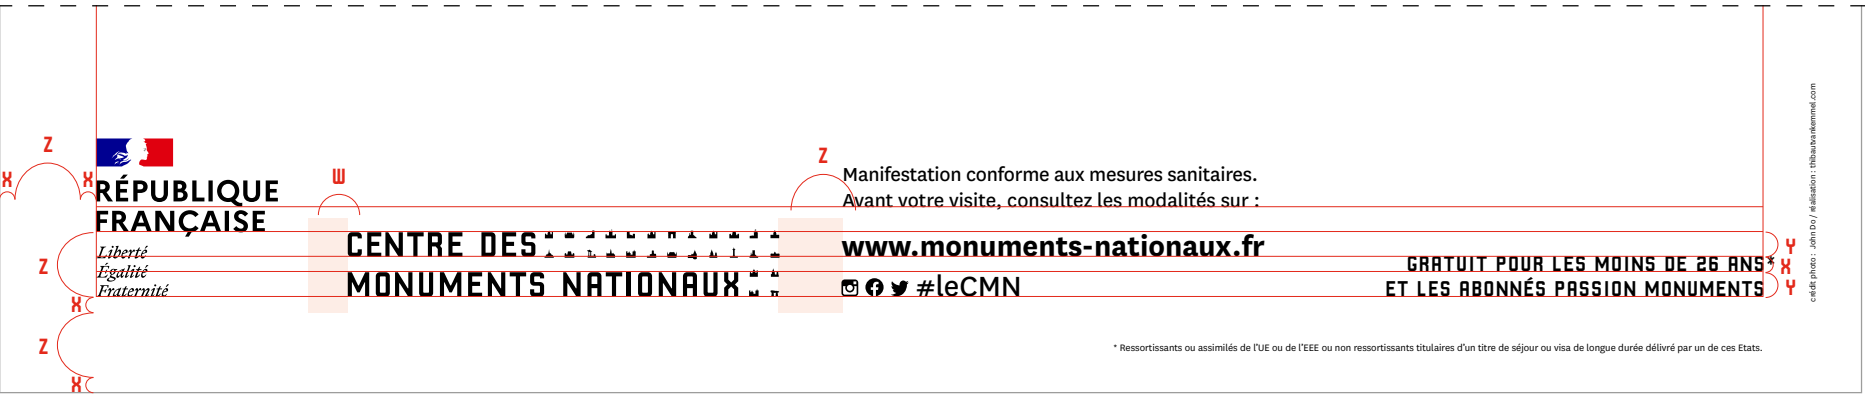 Z
X
X
RÉPUBLIQUE
FRANÇAISE
Liberté
Égalité
Fraternité
Z
X
Z
X
W
CENTRE DES
MONUMENTS NATIONAUX
Z
Manifestation conforme aux mesures sanitaires.
Avant votre visite, consultez les modalités sur :
www.monuments-nationaux.fr
#leCMN
GRATUIT POUR LES MOINS DE 26 ANS*
ET LES ABONNÉS PASSION MONUMENTS
Y
X
Y
* Ressortissants ou assimilés de l'UE ou de l'EEE ou non ressortissants titulaires d'un titre de séjour ou visa de longue durée délivré par un de ces Etats.
crédit photo : John Do / réalisation : thibautvankemmel.com